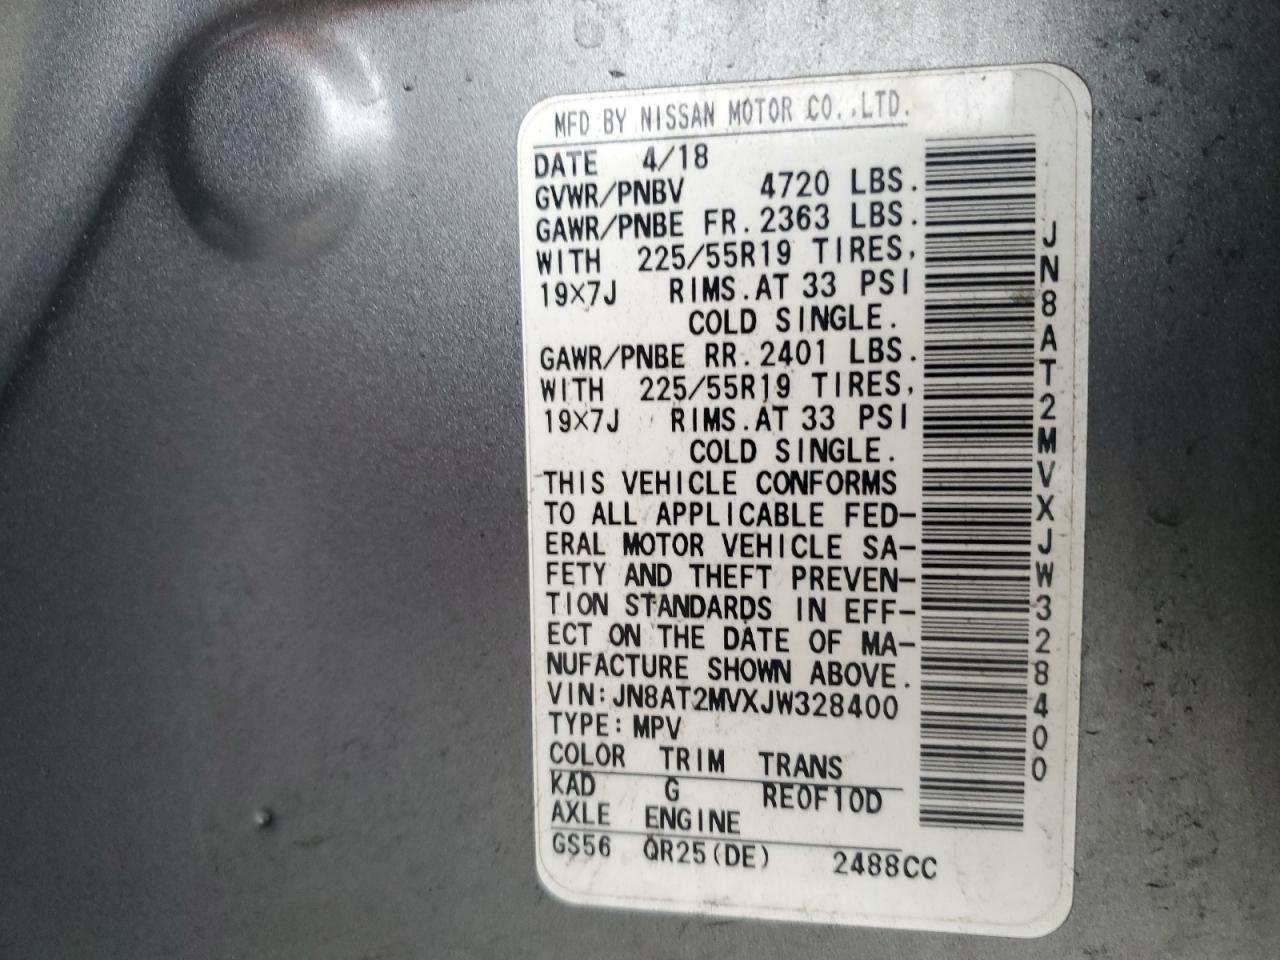 MFD BY NISSAN MOTOR CO.,LTD.
DATE 4/18
GVWR/PNBV 4720 LBS.
GAWR/PNBE FR.2363 LBS.
WITH 225/55R19 TIRES,
19X7J RIMS.AT 33 PSI
COLD SINGLE.
GAWR/PNBE RR.2401 LBS.
WITH 225/55R19 TIRES,
19X7J RIMS.AT 33 PSI
COLD SINGLE.
THIS VEHICLE CONFORMS
TO ALL APPLICABLE FED-
ERAL MOTOR VEHICLE SA-
FETY AND THEFT PREVEN-
TION STANDARDS IN EFF-
ECT ON THE DATE OF MA-
NUFACTURE SHOWN ABOVE.
VIN:JN8AT2MVXJW328400
TYPE:MPV
COLOR TRIM TRANS
KAD G RE0F10D
AXLE ENGINE
GS56 QR25(DE) 2488CC
JN8AT2MVXJW328400